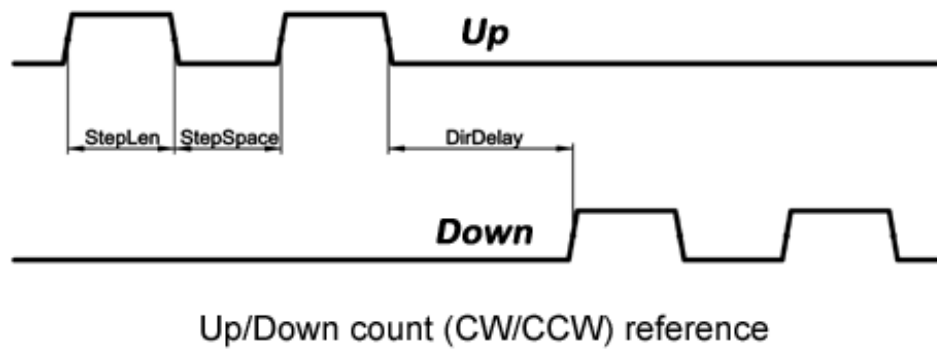 Up
StepLen StepSpace DirDelay
Down
Up/Down count (CW/CCW) reference